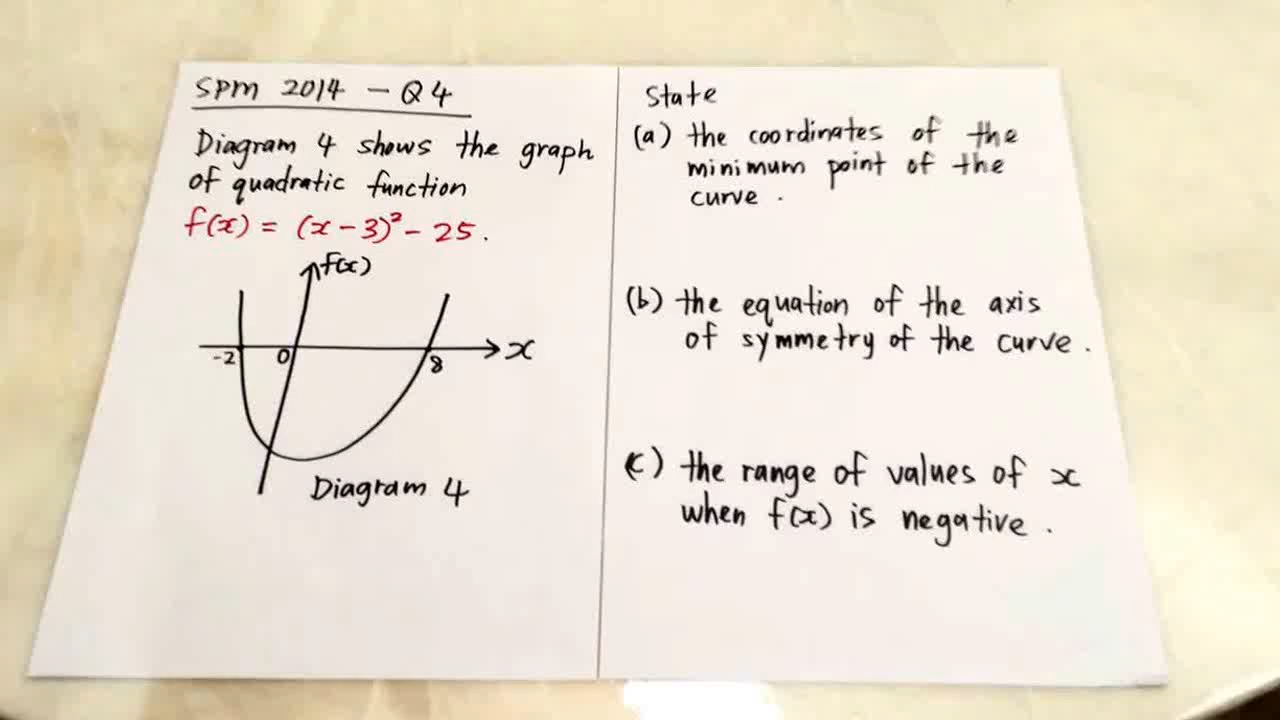 SPM 2014 - Q4
Diagram 4 shows the graph
of quadratic function
f(x) = (x - 3)² - 25.
f(x)
-2 0 8 x
Diagram 4
State
(a) the coordinates of the
minimum point of the
curve.
(b) the equation of the axis
of symmetry of the curve.
(c) the range of values of x
when f(x) is negative.